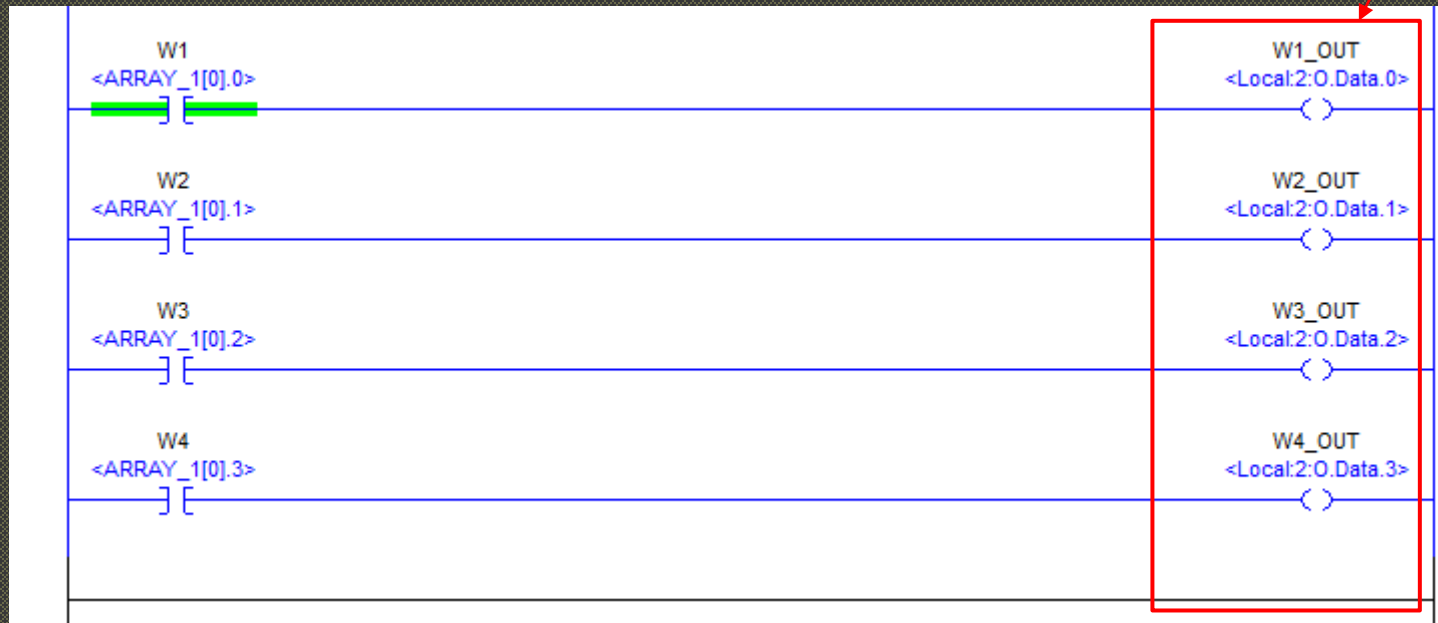 W1
<ARRAY_1[0].0>
W1_OUT
<Local:2:O.Data.0>
W2
<ARRAY_1[0].1>
W2_OUT
<Local:2:O.Data.1>
W3
<ARRAY_1[0].2>
W3_OUT
<Local:2:O.Data.2>
W4
<ARRAY_1[0].3>
W4_OUT
<Local:2:O.Data.3>